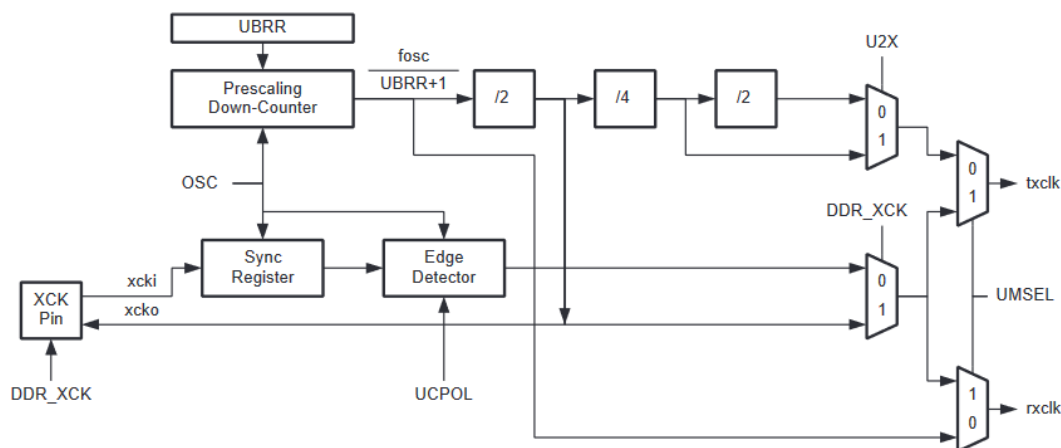 UBRR
fosc
U2X
Prescaling
Down-Counter
UBRR+1
/2
/4
/2
0
1
OSC
0
1
txclk
DDR_XCK
Sync
Register
Edge
Detector
xcki
0
1
UMSEL
XCK
Pin
xcko
DDR_XCK
UCPOL
1
0
rxclk